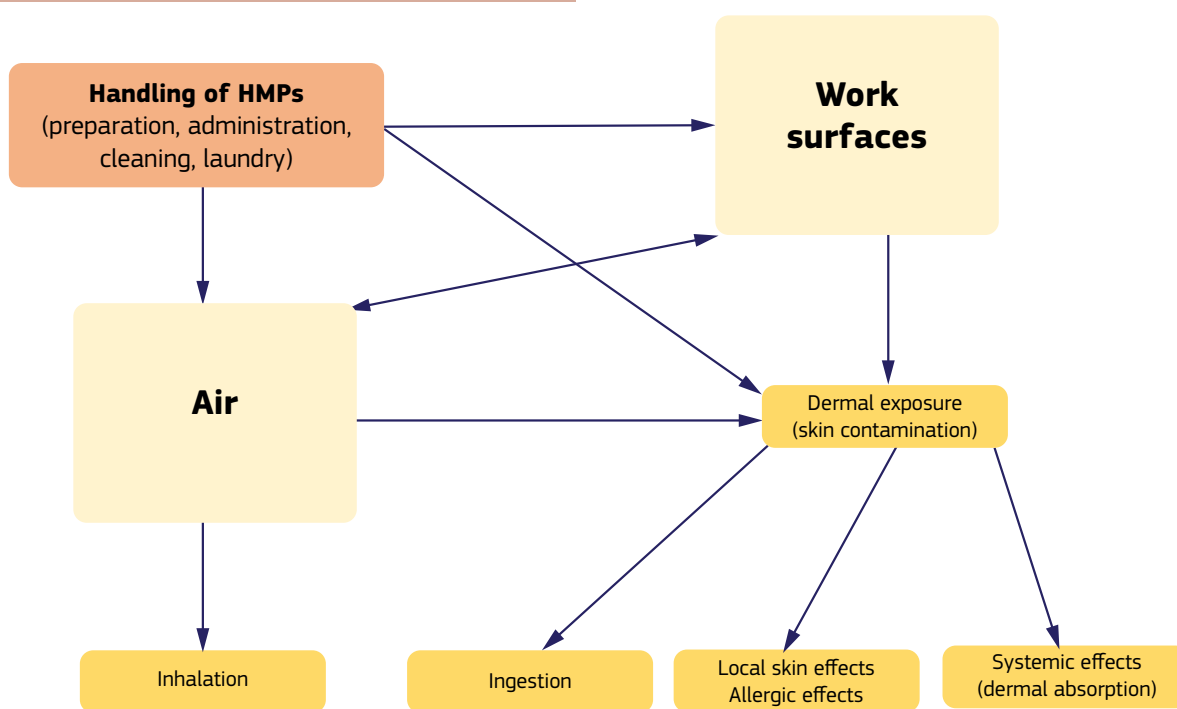 Handling of HMPs
(preparation, administration,
cleaning, laundry)
Work
surfaces
Air
Dermal exposure
(skin contamination)
Inhalation
Ingestion
Local skin effects
Allergic effects
Systemic effects
(dermal absorption)